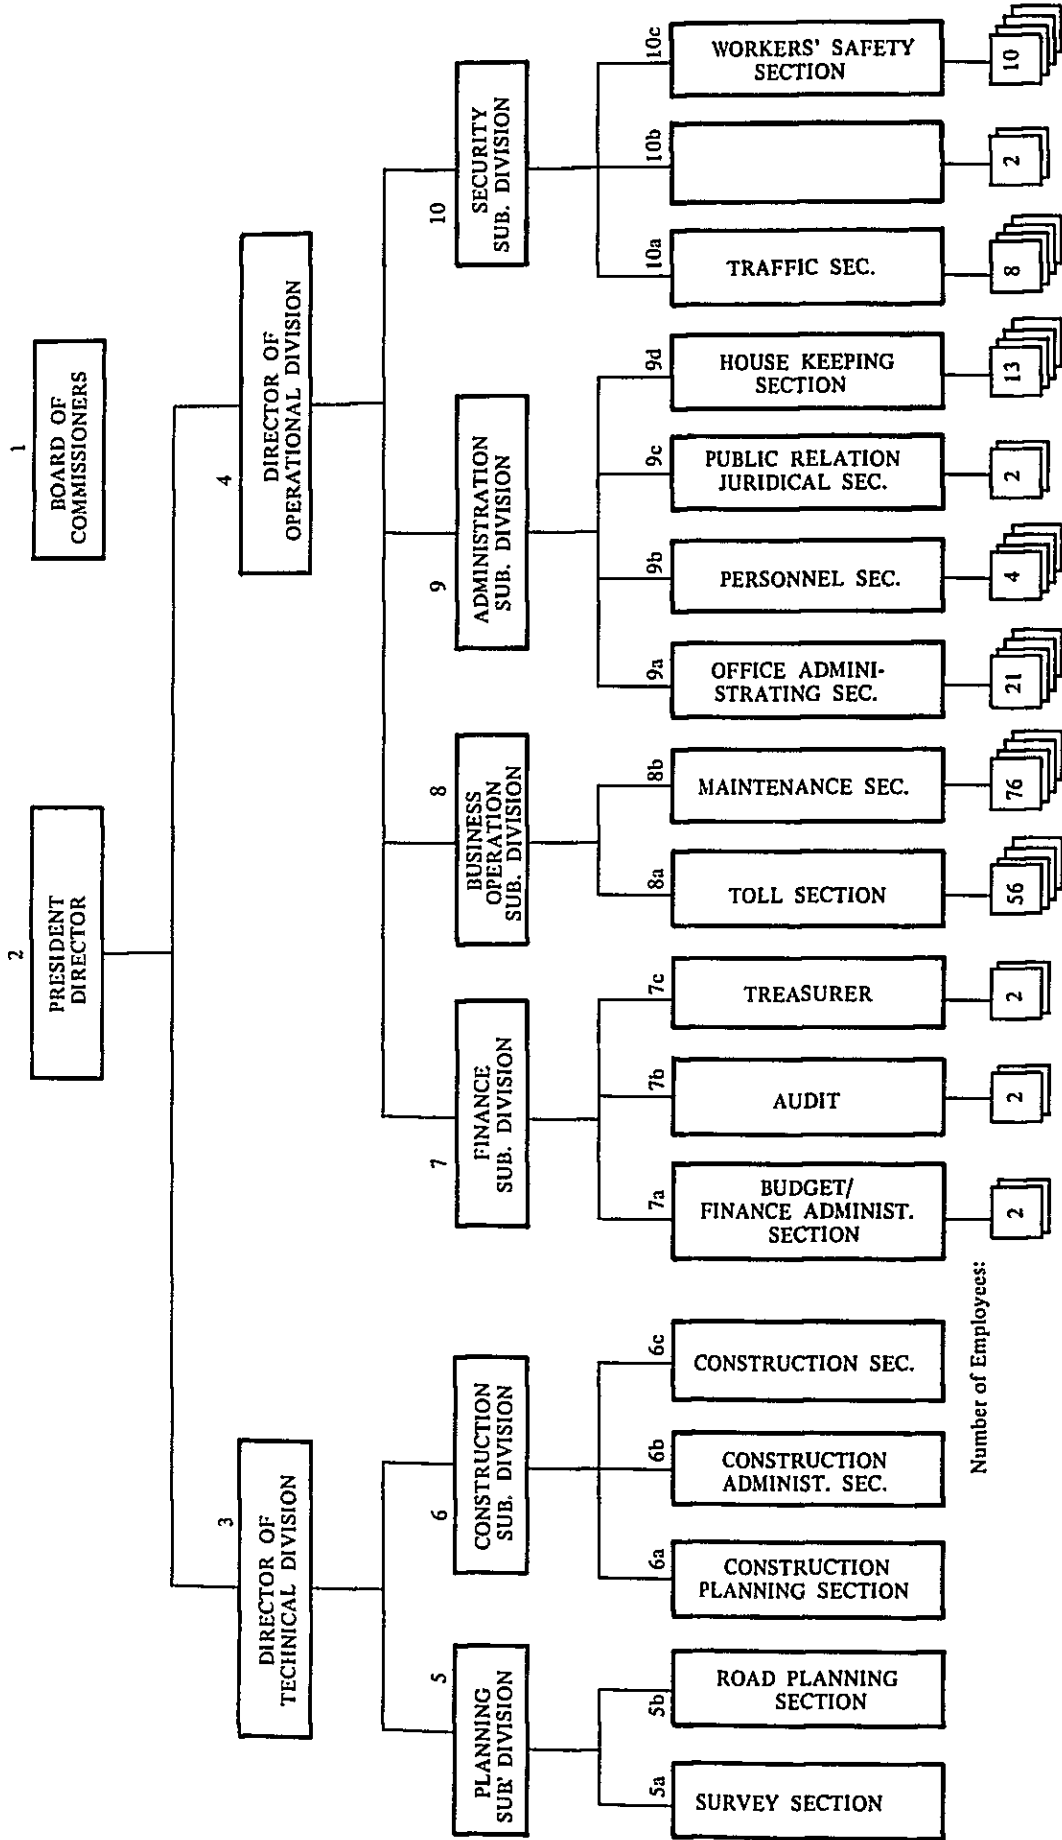 1
BOARD OF
COMMISSIONERS
2
PRESIDENT
DIRECTOR
3
DIRECTOR OF
TECHNICAL DIVISION
4
DIRECTOR OF
OPERATIONAL DIVISION
5
PLANNING
SUB' DIVISION
6
CONSTRUCTION
SUB. DIVISION
7
FINANCE
SUB. DIVISION
8
BUSINESS
OPERATION
SUB. DIVISION
9
ADMINISTRATION
SUB. DIVISION
10
SECURITY
SUB. DIVISION
5a
SURVEY SECTION
5b
ROAD PLANNING
SECTION
6a
CONSTRUCTION
PLANNING SECTION
6b
CONSTRUCTION
ADMINIST. SEC.
6c
CONSTRUCTION SEC.
7a
BUDGET/
FINANCE ADMINIST.
SECTION
7b
AUDIT
7c
TREASURER
8a
TOLL SECTION
8b
MAINTENANCE SEC.
9a
OFFICE ADMINI-
STRATING SEC.
9b
PERSONNEL SEC.
9c
PUBLIC RELATION
JURIDICAL SEC.
9d
HOUSE KEEPING
SECTION
10a
TRAFFIC SEC.
10b
10c
WORKERS' SAFETY
SECTION
Number of Employees:
2
2
2
56
76
21
4
2
13
8
2
10